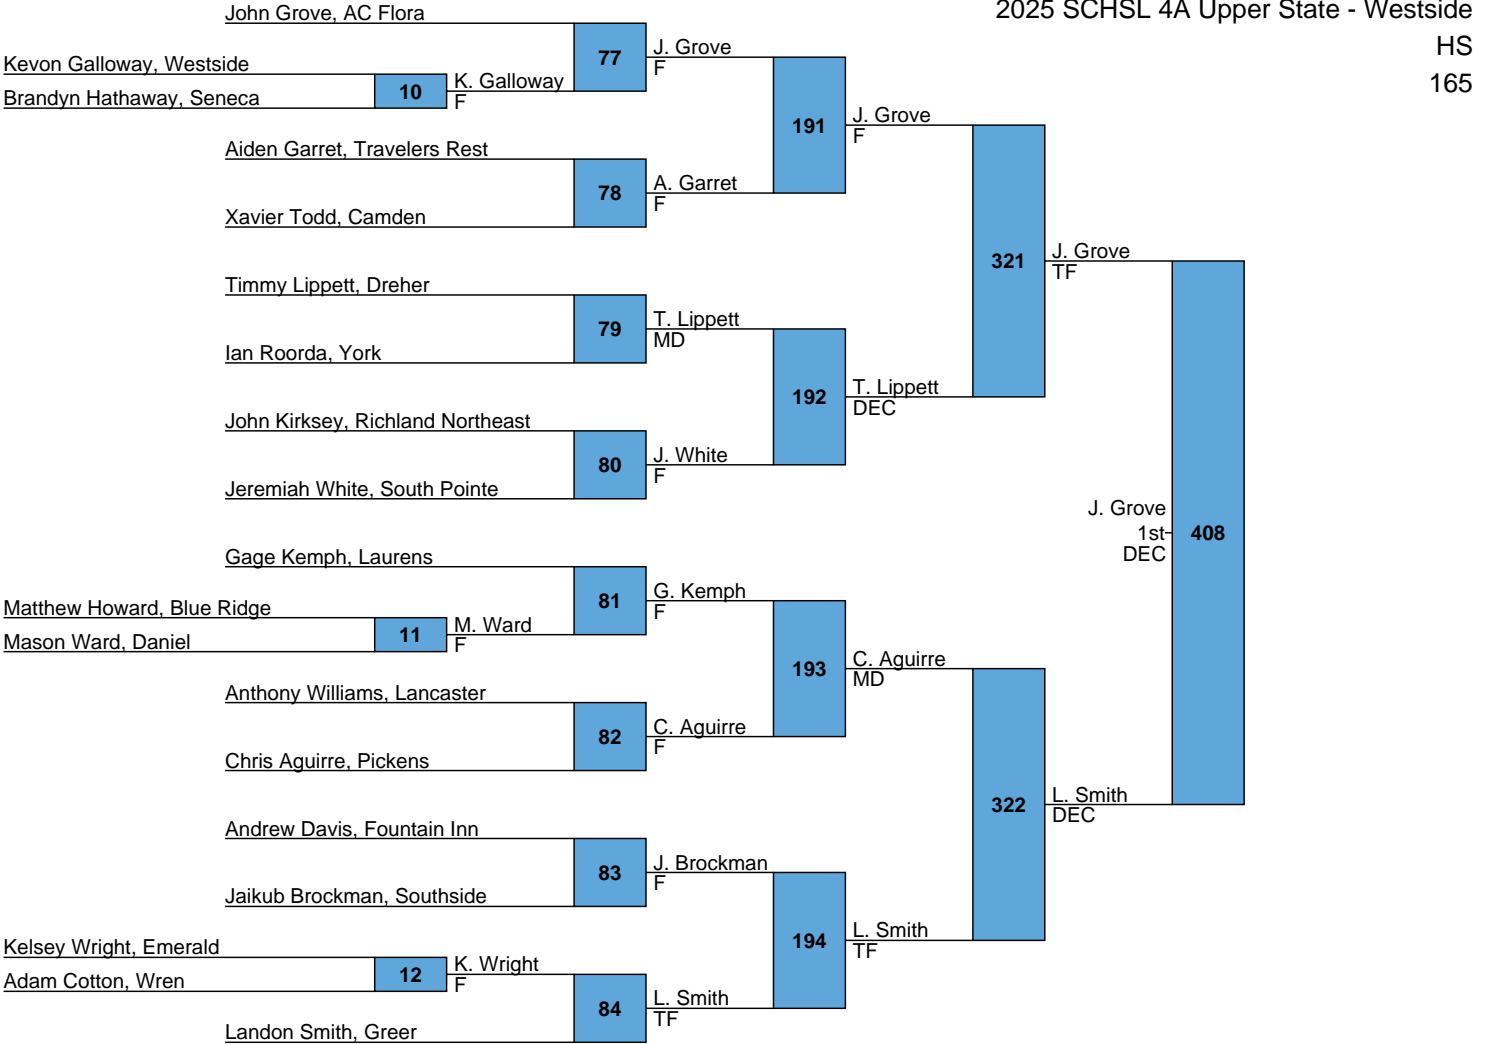 2025 SCHSL 4A Upper State - Westside
HS
165
John Grove, AC Flora
Kevon Galloway, Westside
Brandyn Hathaway, Seneca
10
K. Galloway
F
77
J. Grove
F
Aiden Garret, Travelers Rest
Xavier Todd, Camden
78
A. Garret
F
191
J. Grove
F
Timmy Lippett, Dreher
Ian Roorda, York
79
T. Lippett
MD
John Kirksey, Richland Northeast
Jeremiah White, South Pointe
80
J. White
F
192
T. Lippett
DEC
321
J. Grove
TF
Gage Kemph, Laurens
Matthew Howard, Blue Ridge
Mason Ward, Daniel
11
M. Ward
F
81
G. Kemph
F
Anthony Williams, Lancaster
Chris Aguirre, Pickens
82
C. Aguirre
F
193
C. Aguirre
MD
Andrew Davis, Fountain Inn
Jaikub Brockman, Southside
83
J. Brockman
F
Kelsey Wright, Emerald
Adam Cotton, Wren
12
K. Wright
F
Landon Smith, Greer
84
L. Smith
TF
194
L. Smith
TF
322
L. Smith
DEC
J. Grove
1st
DEC
408